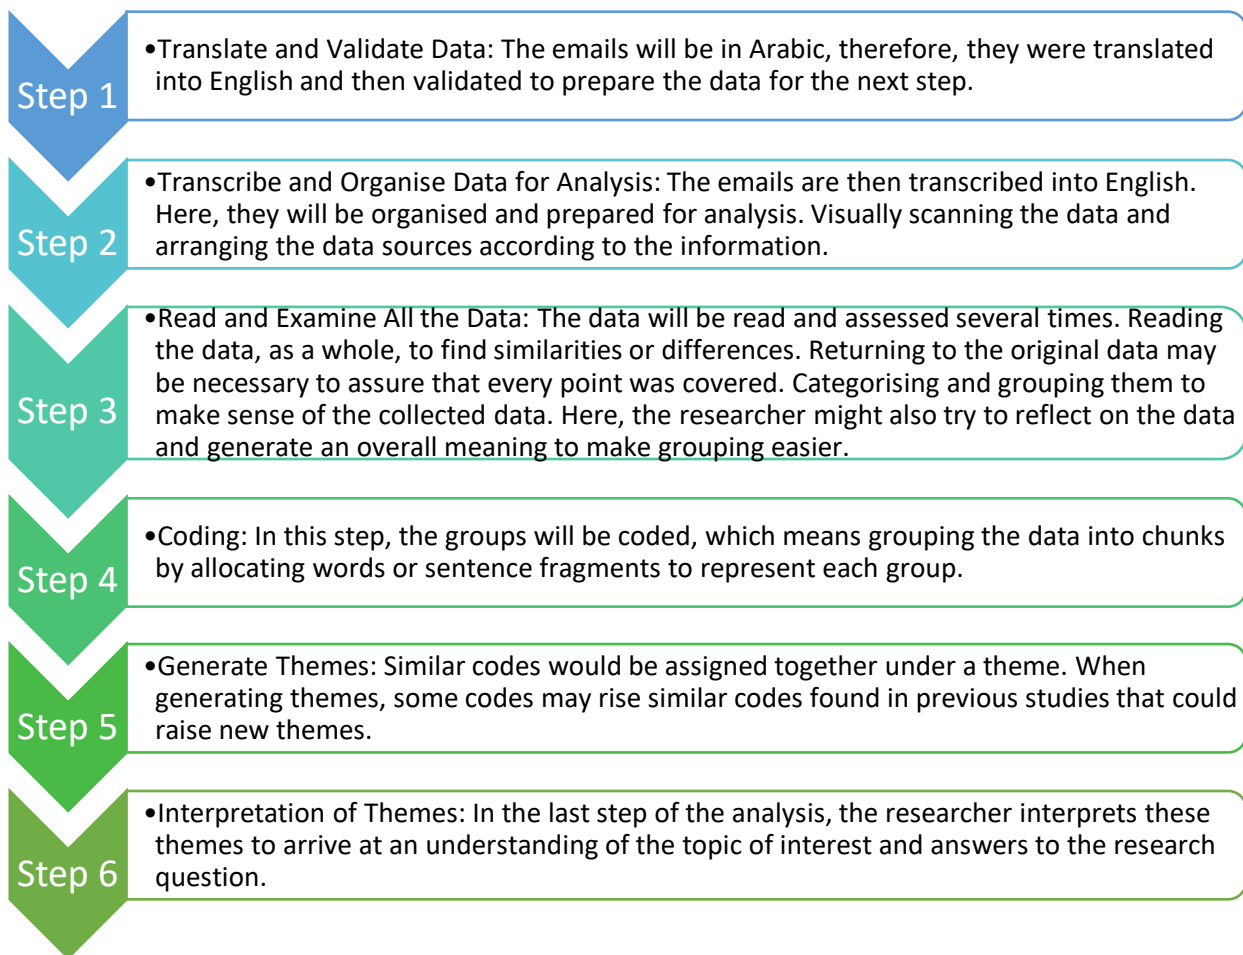 Step 1
•Translate and Validate Data: The emails will be in Arabic, therefore, they were translated
into English and then validated to prepare the data for the next step.
Step 2
•Transcribe and Organise Data for Analysis: The emails are then transcribed into English.
Here, they will be organised and prepared for analysis. Visually scanning the data and
arranging the data sources according to the information.
Step 3
•Read and Examine All the Data: The data will be read and assessed several times. Reading
the data, as a whole, to find similarities or differences. Returning to the original data may
be necessary to assure that every point was covered. Categorising and grouping them to
make sense of the collected data. Here, the researcher might also try to reflect on the data
and generate an overall meaning to make grouping easier.
Step 4
•Coding: In this step, the groups will be coded, which means grouping the data into chunks
by allocating words or sentence fragments to represent each group.
Step 5
•Generate Themes: Similar codes would be assigned together under a theme. When
generating themes, some codes may rise similar codes found in previous studies that could
raise new themes.
Step 6
•Interpretation of Themes: In the last step of the analysis, the researcher interprets these
themes to arrive at an understanding of the topic of interest and answers to the research
question.